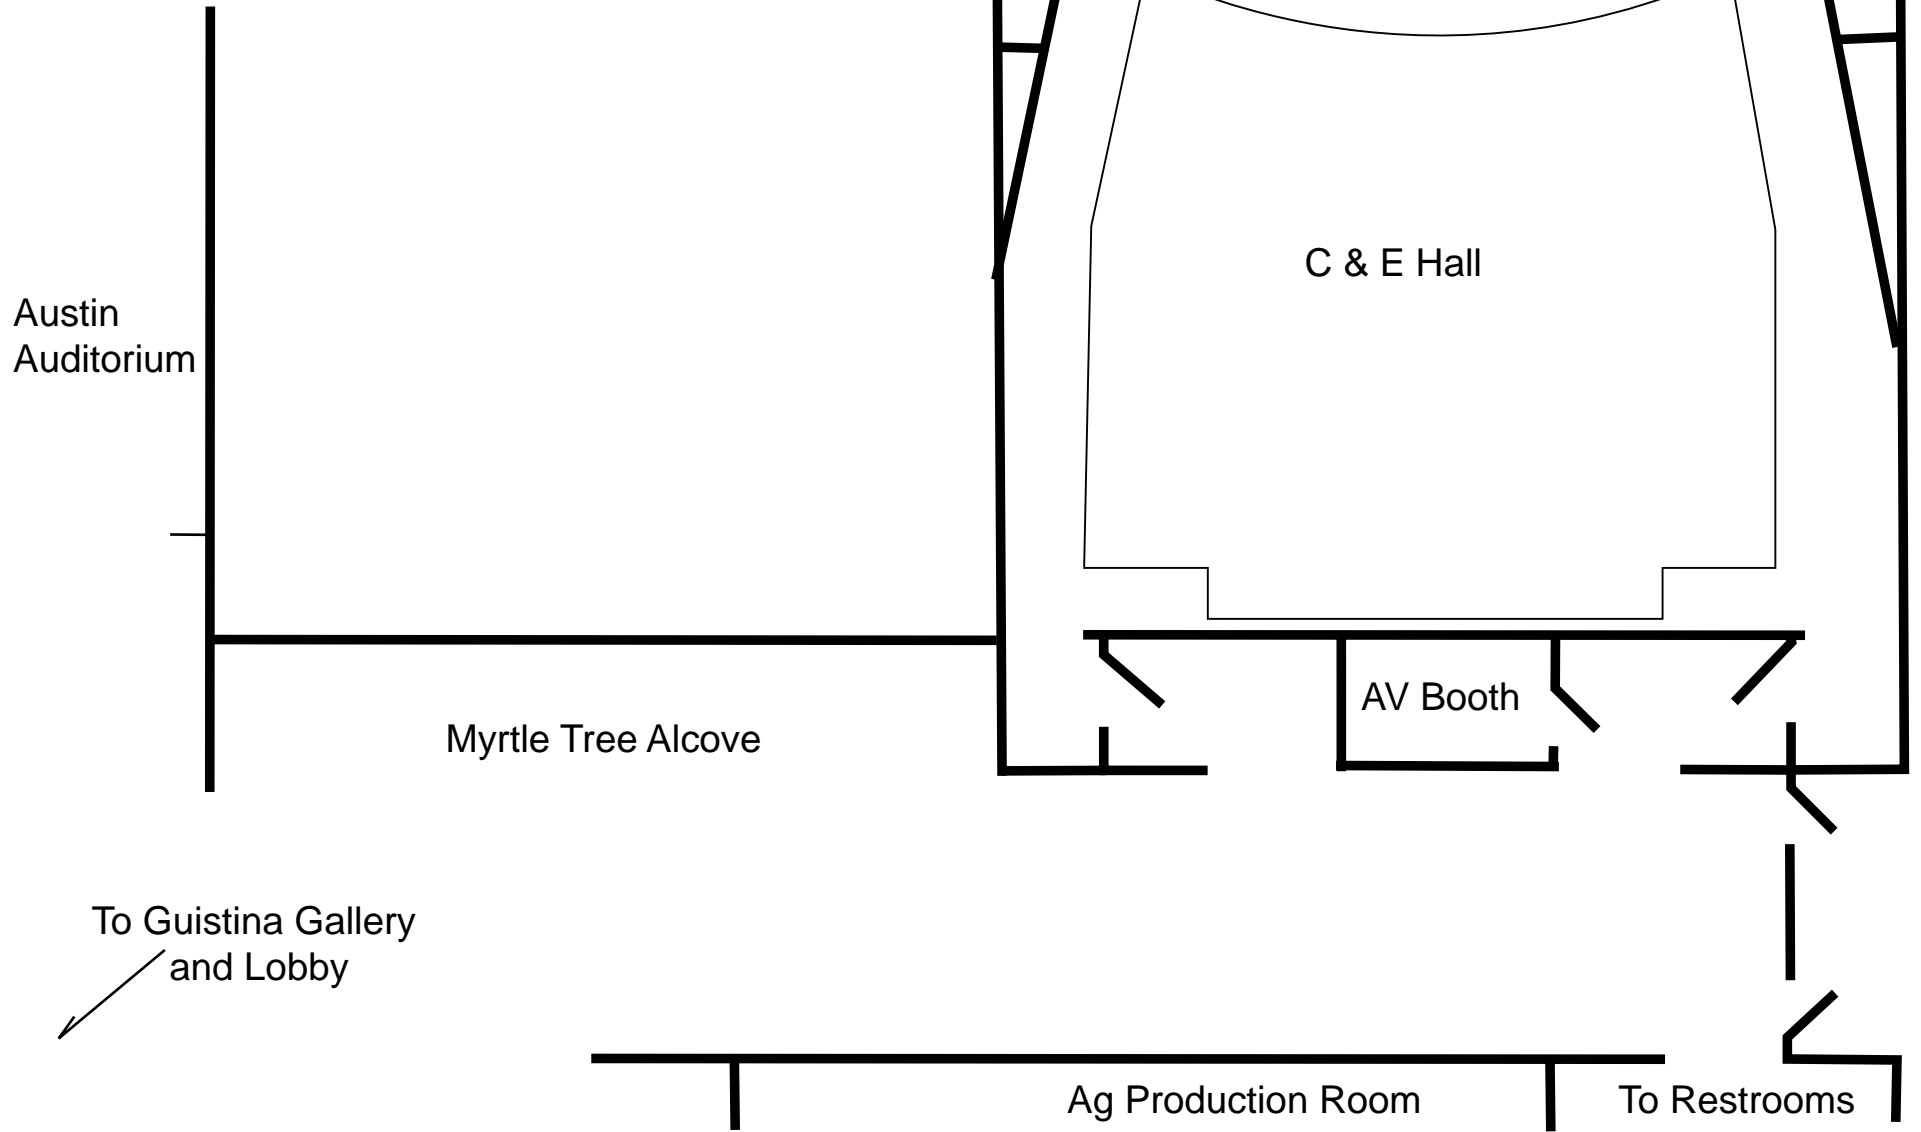 C & E Hall
Austin
Auditorium
AV Booth
Myrtle Tree Alcove
To Guistina Gallery
and Lobby
Ag Production Room
To Restrooms